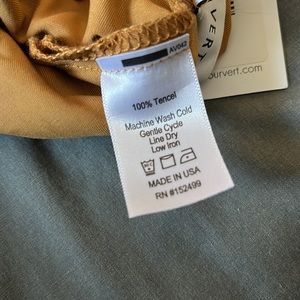 AV042
100% Tencel
Machine Wash Cold
Gentle Cycle
Line Dry
Low Iron
MADE IN USA
RN #152499
VERT
ourvert.com